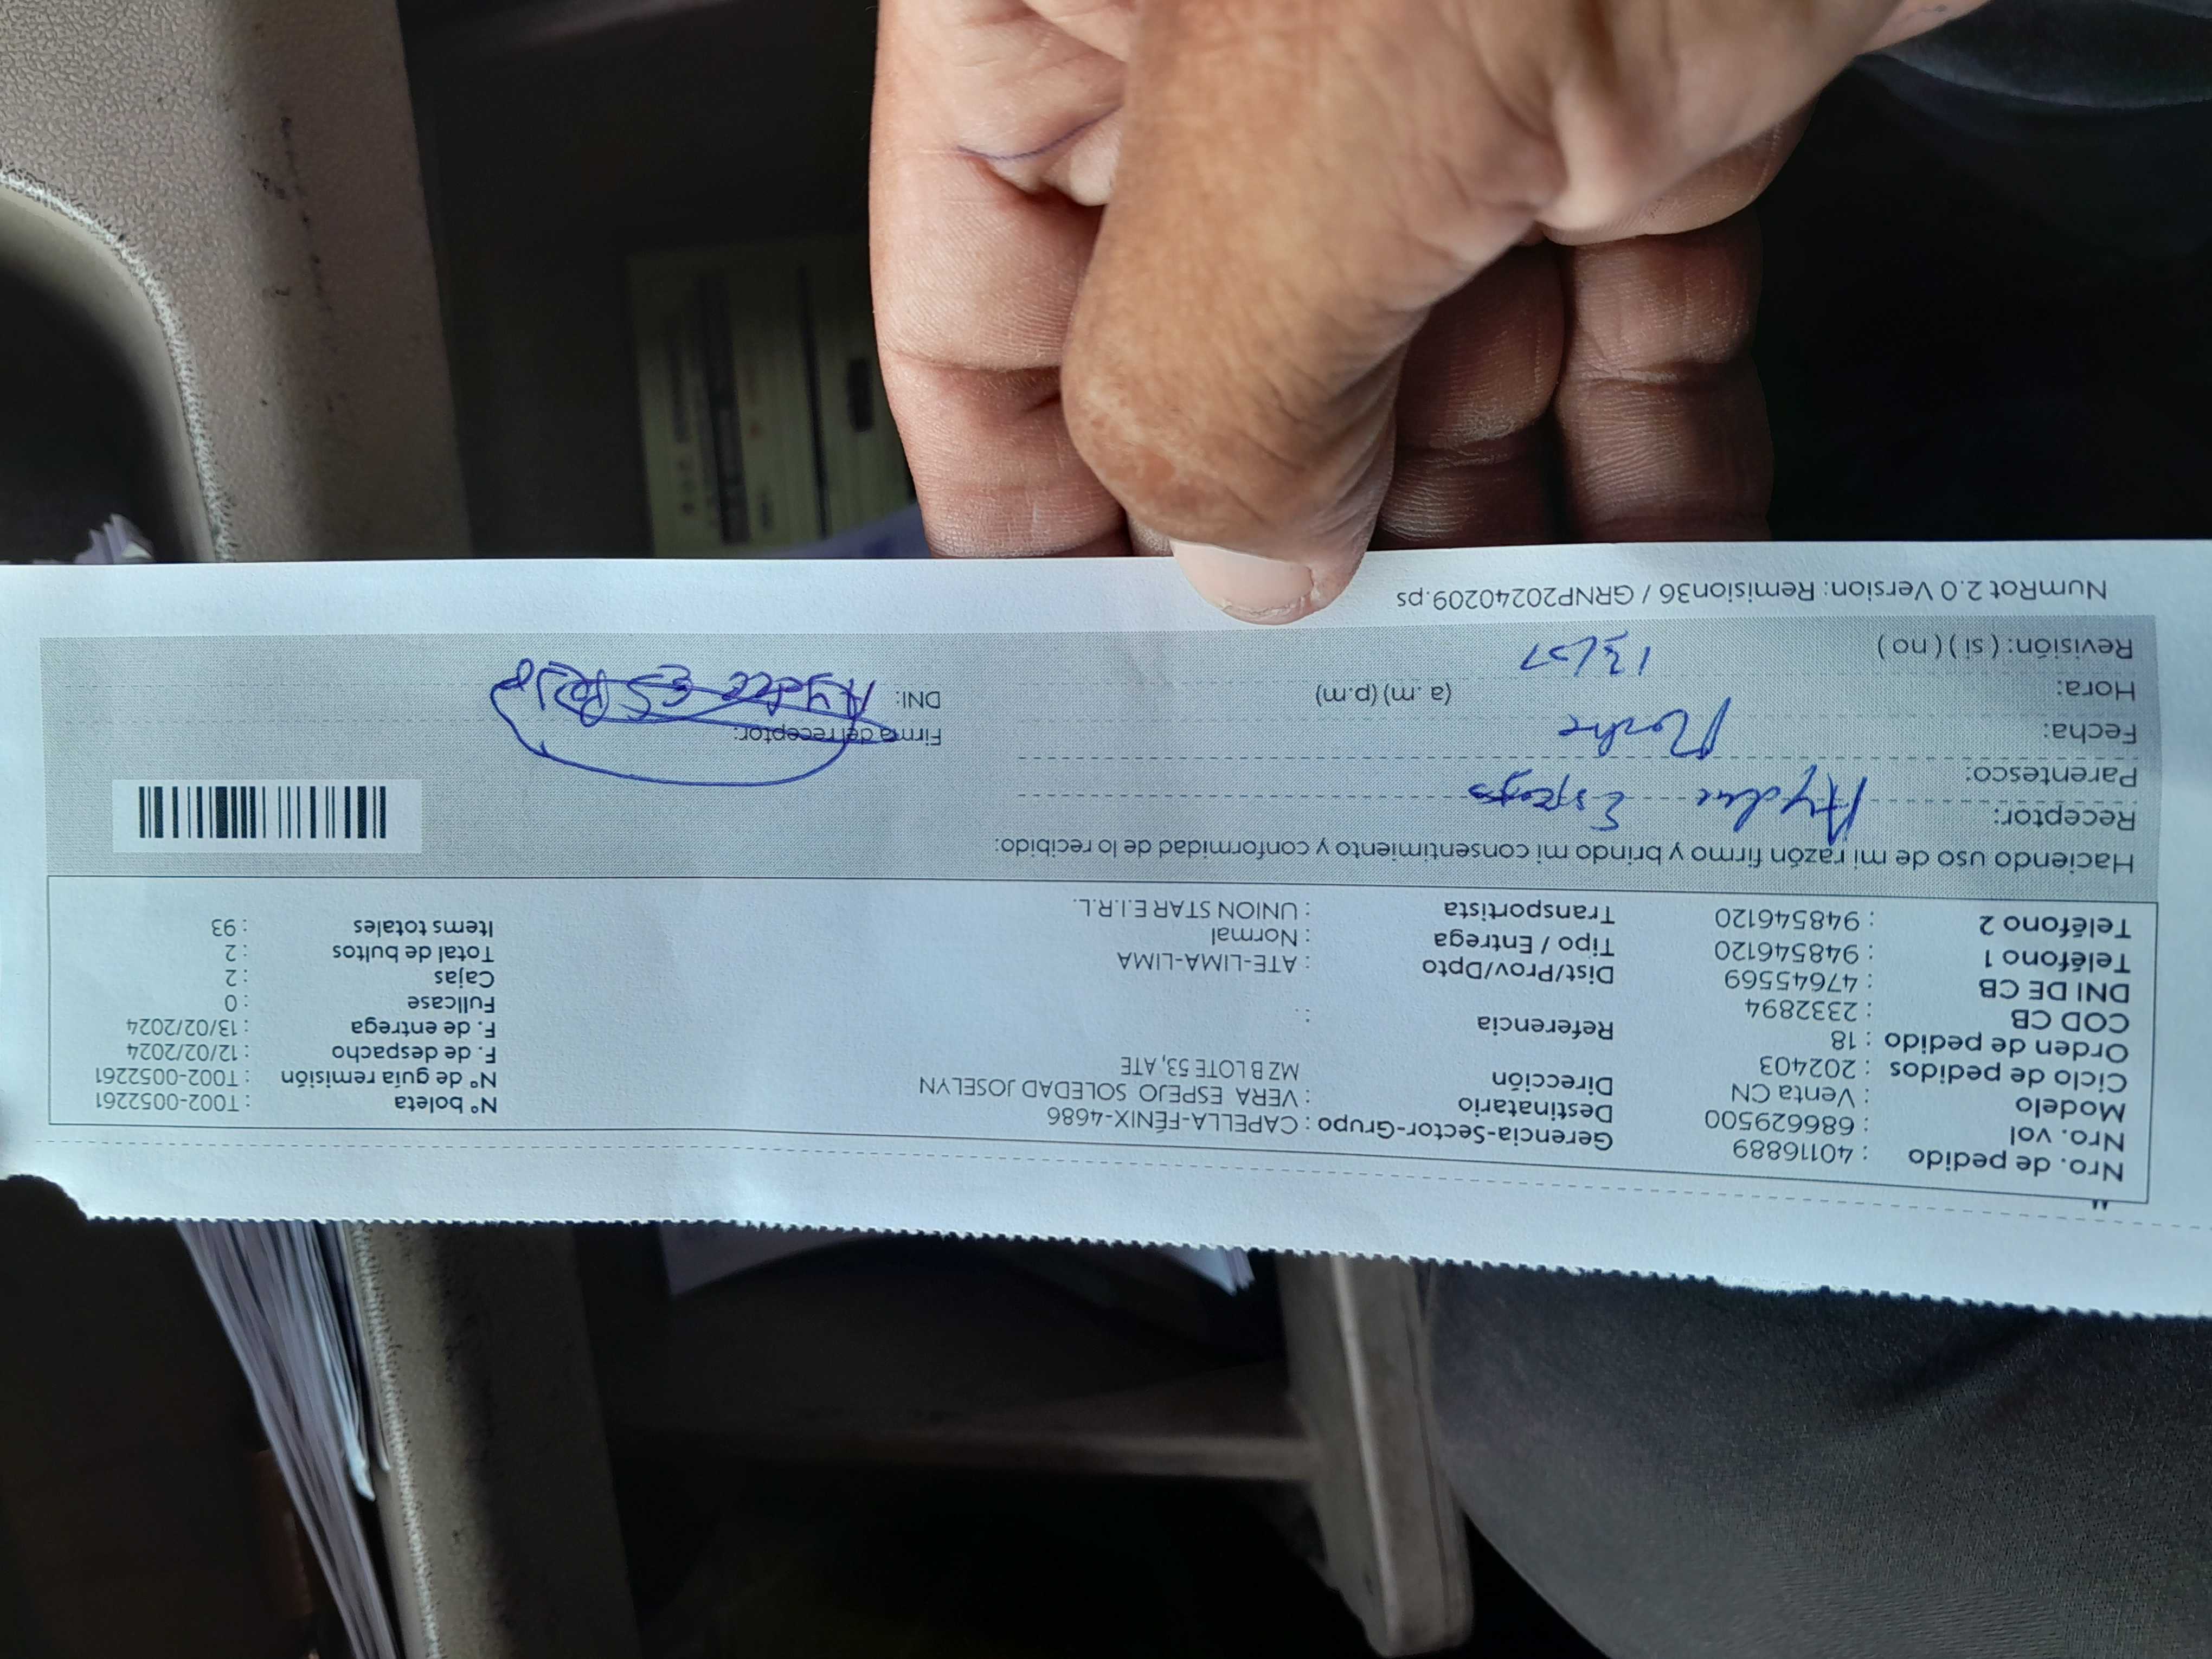 Nro. de pedido : 40116889 Gerencia-Sector-Grupo : CAPELLA-FÉNIX-4686 N° boleta : T002-0052261
Nro. vol : 686629500 Destinatario : VERA ESPEJO SOLEDAD JOSELYN N° de guía remisión : T002-0052261
Modelo : Venta CN Dirección MZ B LOTE 53, ATE F. de despacho : 12/02/2024
Ciclo de pedidos : 202403 F. de entrega : 13/02/2024
Orden de pedido : 18 Referencia : . Fullcase : 0
COD CB : 2332894 Cajas : 2
DNI DE CB : 47645569 Dist/Prov/Dpto : ATE-LIMA-LIMA Total de bultos : 2
Teléfono 1 : 948546120 Tipo / Entrega : Normal Items totales : 93
Teléfono 2 : 948546120 Transportista : UNION STAR E.I.R.L.
Haciendo uso de mi razón firmo y brindo mi consentimiento y conformidad de lo recibido:
Receptor: Aydee Espejo
Parentesco:
Fecha: Firma del receptor:
Hora: (a.m) (p.m) DNI: Aydee ESPEJO
Revisión: ( si ) ( no )
NumRot 2.0 Version: Remision36 / GRNP20240209.ps